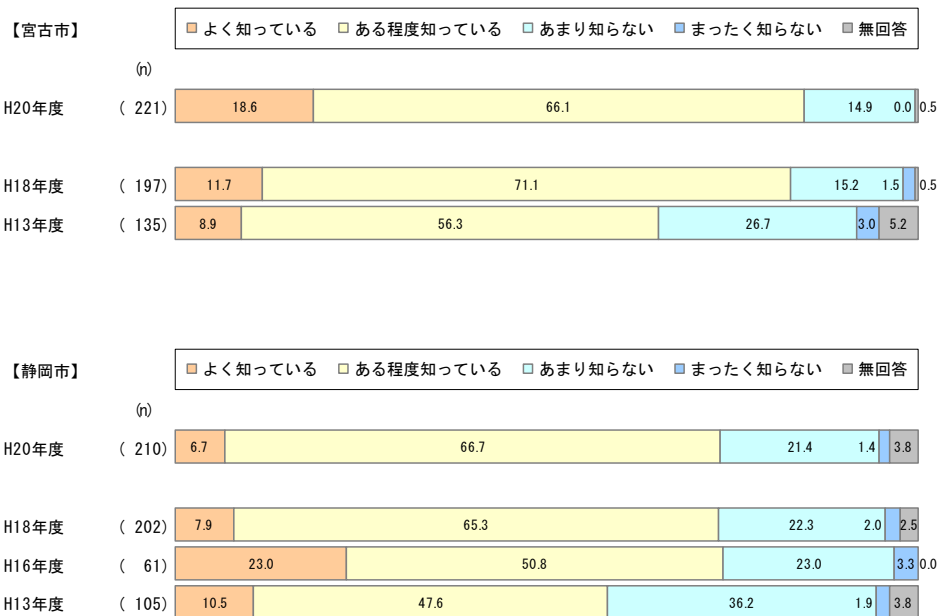 【宮古市】
よく知っている ある程度知っている あまり知らない まったく知らない 無回答
(n)
H20年度 ( 221) 18.6 66.1 14.9 0.0 0.5
H18年度 ( 197) 11.7 71.1 15.2 1.5 0.5
H13年度 ( 135) 8.9 56.3 26.7 3.0 5.2
【静岡市】
よく知っている ある程度知っている あまり知らない まったく知らない 無回答
(n)
H20年度 ( 210) 6.7 66.7 21.4 1.4 3.8
H18年度 ( 202) 7.9 65.3 22.3 2.0 2.5
H16年度 ( 61) 23.0 50.8 23.0 3.3 0.0
H13年度 ( 105) 10.5 47.6 36.2 1.9 3.8